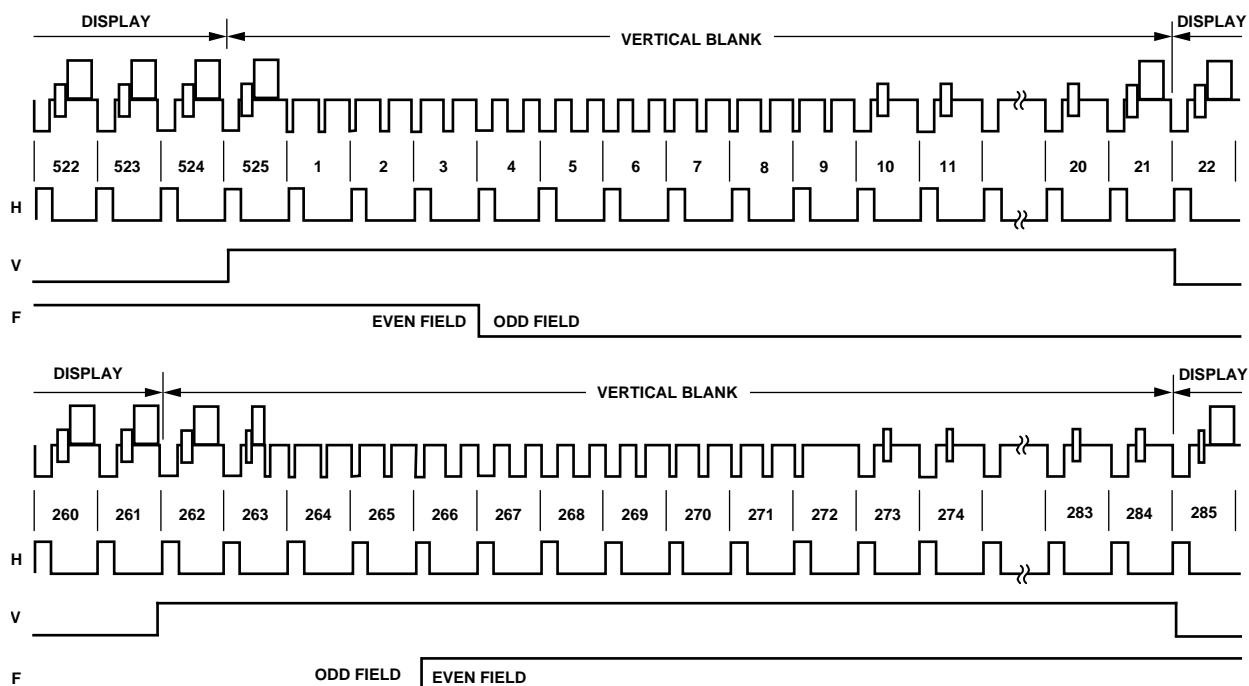 DISPLAY VERTICAL BLANK DISPLAY
522 523 524 525 1 2 3 4 5 6 7 8 9 10 11 20 21 22
H
V
F EVEN FIELD ODD FIELD
DISPLAY VERTICAL BLANK DISPLAY
260 261 262 263 264 265 266 267 268 269 270 271 272 273 274 283 284 285
H
V
F ODD FIELD EVEN FIELD